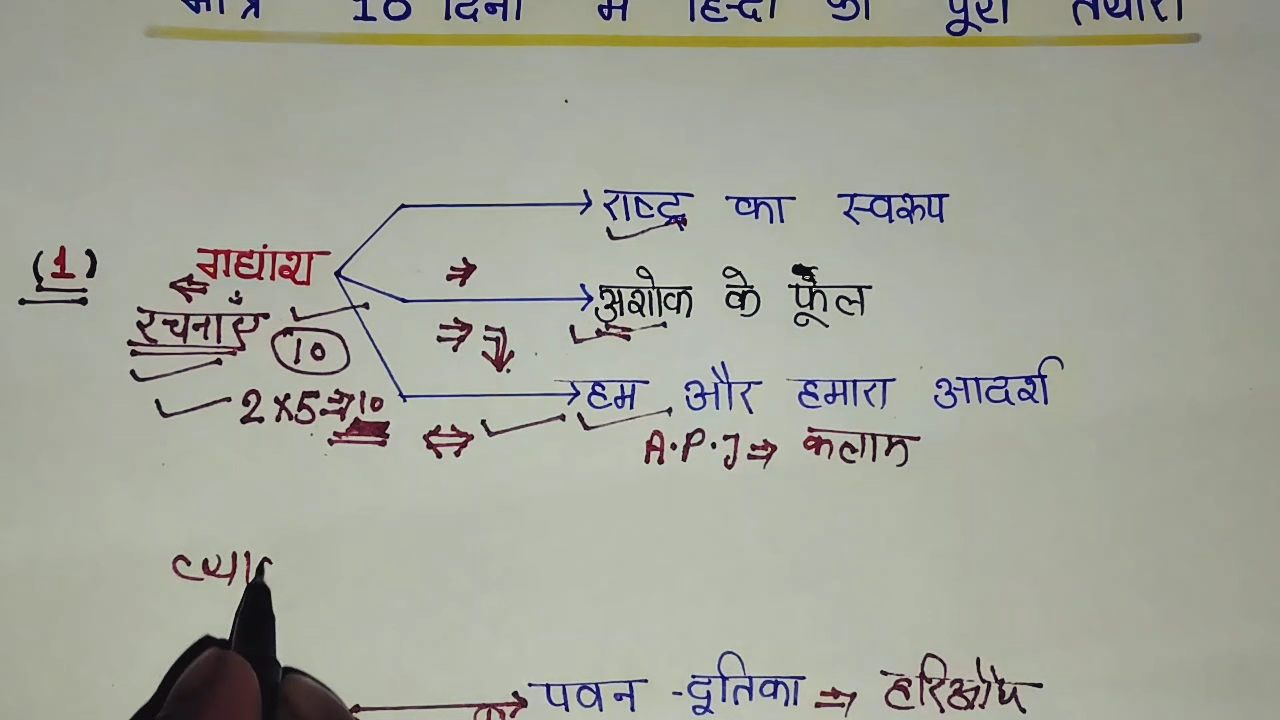 मात्र 10 दिनों में हिन्दी की पूरी तैयारी
राष्ट्र का स्वरूप
(1) गद्यांश
अशोक के फूल
रचनाएँ 10
हम और हमारा आदर्श
2×5⇒10
A.P.J ⇒ कलाम
पवन -दूतिका ⇒ हरिऔध